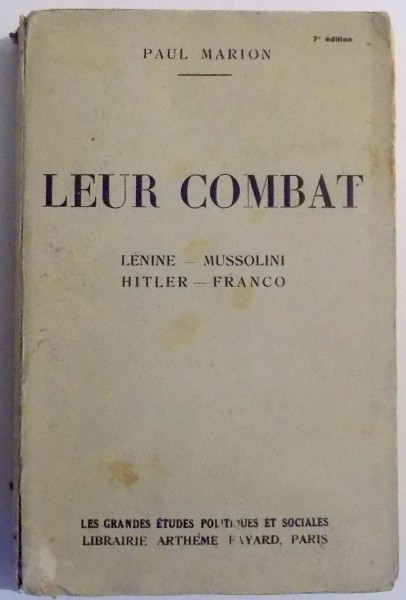 7e édition
PAUL MARION
LEUR COMBAT
LÉNINE — MUSSOLINI
HITLER — FRANCO
LES GRANDES ÉTUDES POLITIQUES ET SOCIALES
LIBRAIRIE ARTHÈME FAYARD, PARIS